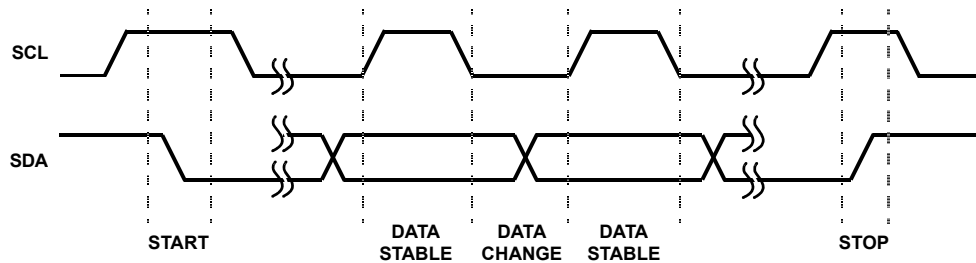 SCL
SDA
START
DATA
STABLE
DATA
CHANGE
DATA
STABLE
STOP